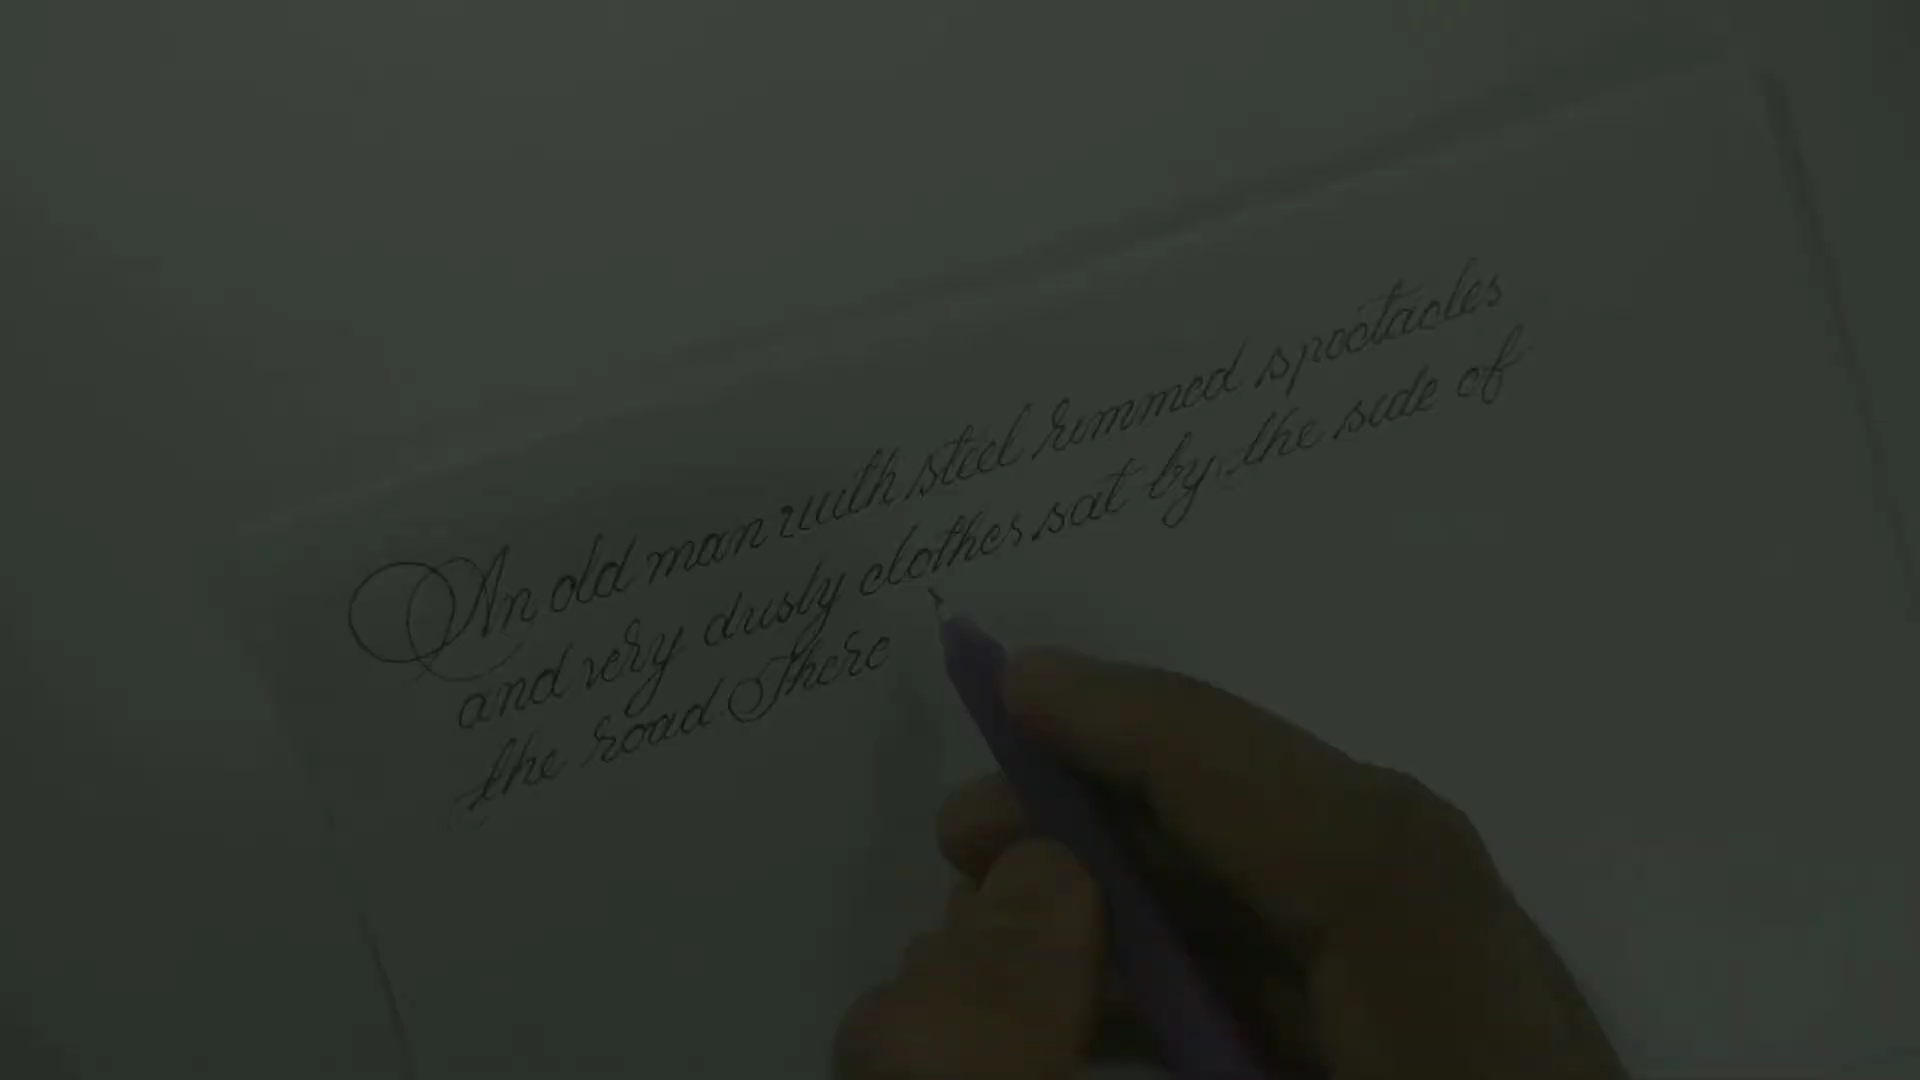 An old man with steel rimmed spectacles
and very dusty clothes sat by the side of
the road. There